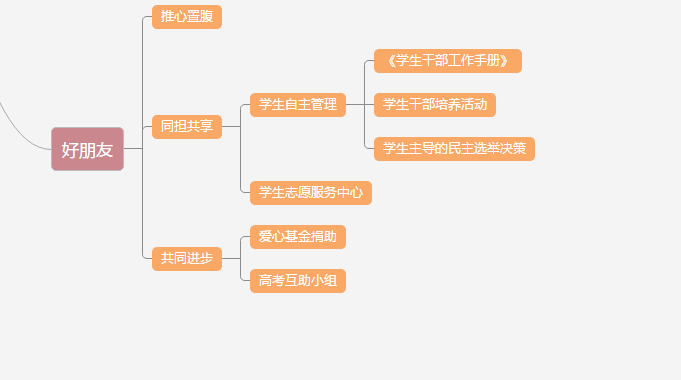 推心置腹
《学生干部工作手册》
学生自主管理
学生干部培养活动
同担共享
好朋友
学生主导的民主选举决策
学生志愿服务中心
爱心基金捐助
共同进步
高考互助小组